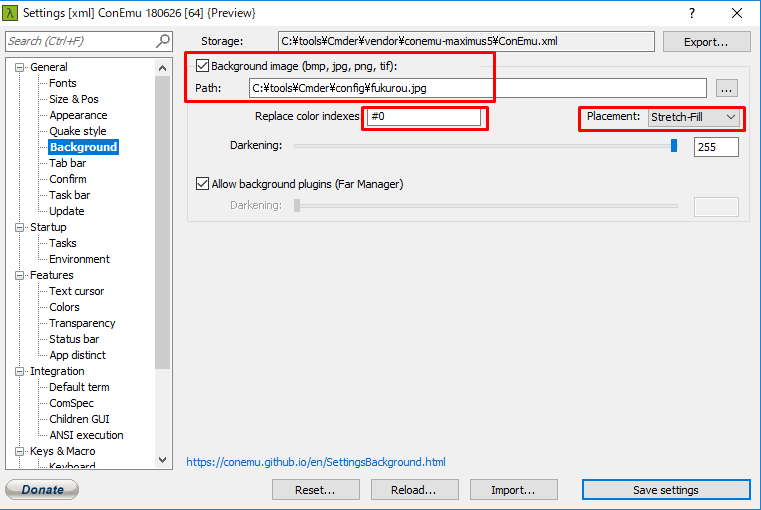 Settings [xml] ConEmu 180626 [64] {Preview}
Search (Ctrl+F)
Storage:
C:¥tools¥Cmder¥vendor¥conemu-maximus5¥ConEmu.xml
Export...
General
Fonts
Size & Pos
Appearance
Quake style
Background
Tab bar
Confirm
Task bar
Update
Startup
Tasks
Environment
Features
Text cursor
Colors
Transparency
Status bar
App distinct
Integration
Default term
ComSpec
Children GUI
ANSI execution
Keys & Macro
Keyboard
Background image (bmp, jpg, png, tif):
Path:
C:¥tools¥Cmder¥config¥fukurou.jpg
...
Replace color indexes
#0
Placement:
Stretch-Fill
Darkening:
255
Allow background plugins (Far Manager)
Darkening:
https://conemu.github.io/en/SettingsBackground.html
Donate
Reset...
Reload...
Import...
Save settings